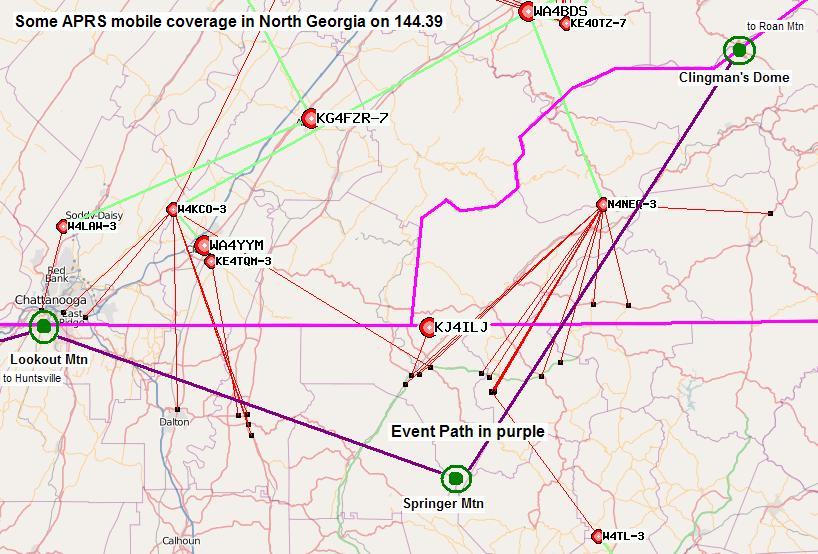 Some APRS mobile coverage in North Georgia on 144.39
WA4BDS
KE4OTZ-7
to Roan Mtn
Clingman's Dome
KG4FZR-7
N4NEQ-3
Soddy-Daisy
W4KCO-3
W4LAW-3
WA4YYM
KE4TQM-3
Red
Bank
Chattanooga
East
Ridge
KJ4ILJ
Lookout Mtn
to Huntsville
Dalton
Event Path in purple
Springer Mtn
W4TL-3
Calhoun